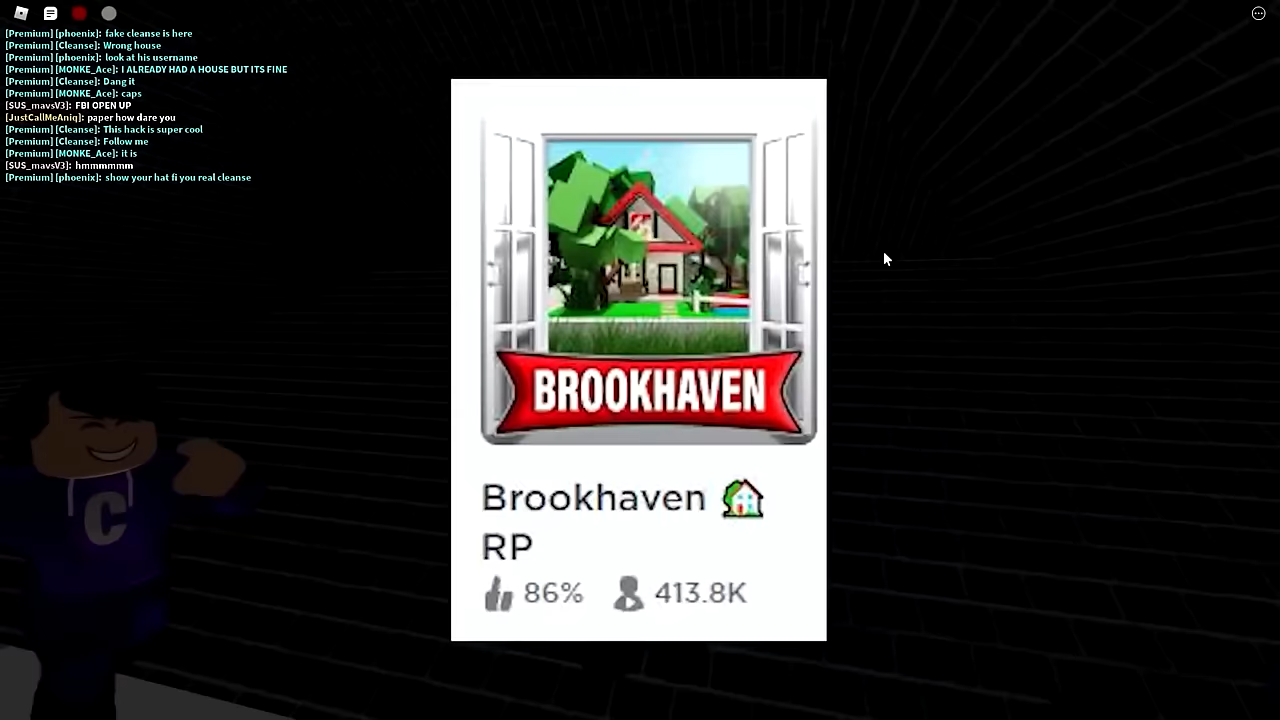 [Premium] [phoenix]: fake cleanse is here
[Premium] [Cleanse]: Wrong house
[Premium] [phoenix]: look at his username
[Premium] [MONKE_Ace]: I ALREADY HAD A HOUSE BUT ITS FINE
[Premium] [Cleanse]: Dang it
[Premium] [MONKE_Ace]: caps
[SUS_mavsV3]: FBI OPEN UP
[JustCallMeAniq]: paper how dare you
[Premium] [Cleanse]: This hack is super cool
[Premium] [Cleanse]: Follow me
[Premium] [MONKE_Ace]: it is
[SUS_mavsV3]: hmmmmmm
[Premium] [phoenix]: show your hat fi you real cleanse
BROOKHAVEN
Brookhaven 🏡
RP
86% 413.8K
C